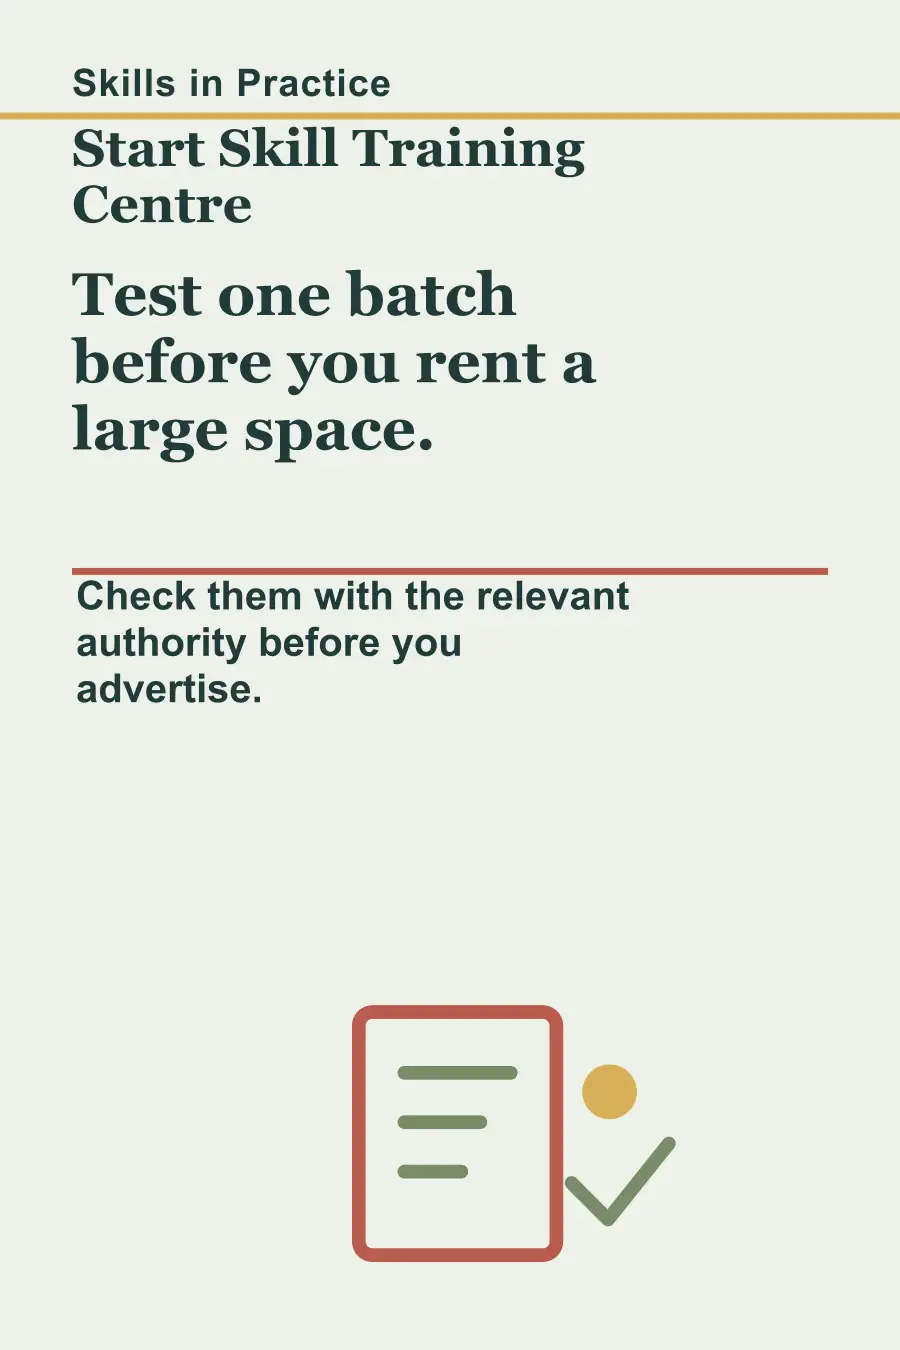 Skills in Practice
Start Skill Training
Centre
Test one batch
before you rent a
large space.
Check them with the relevant
authority before you
advertise.